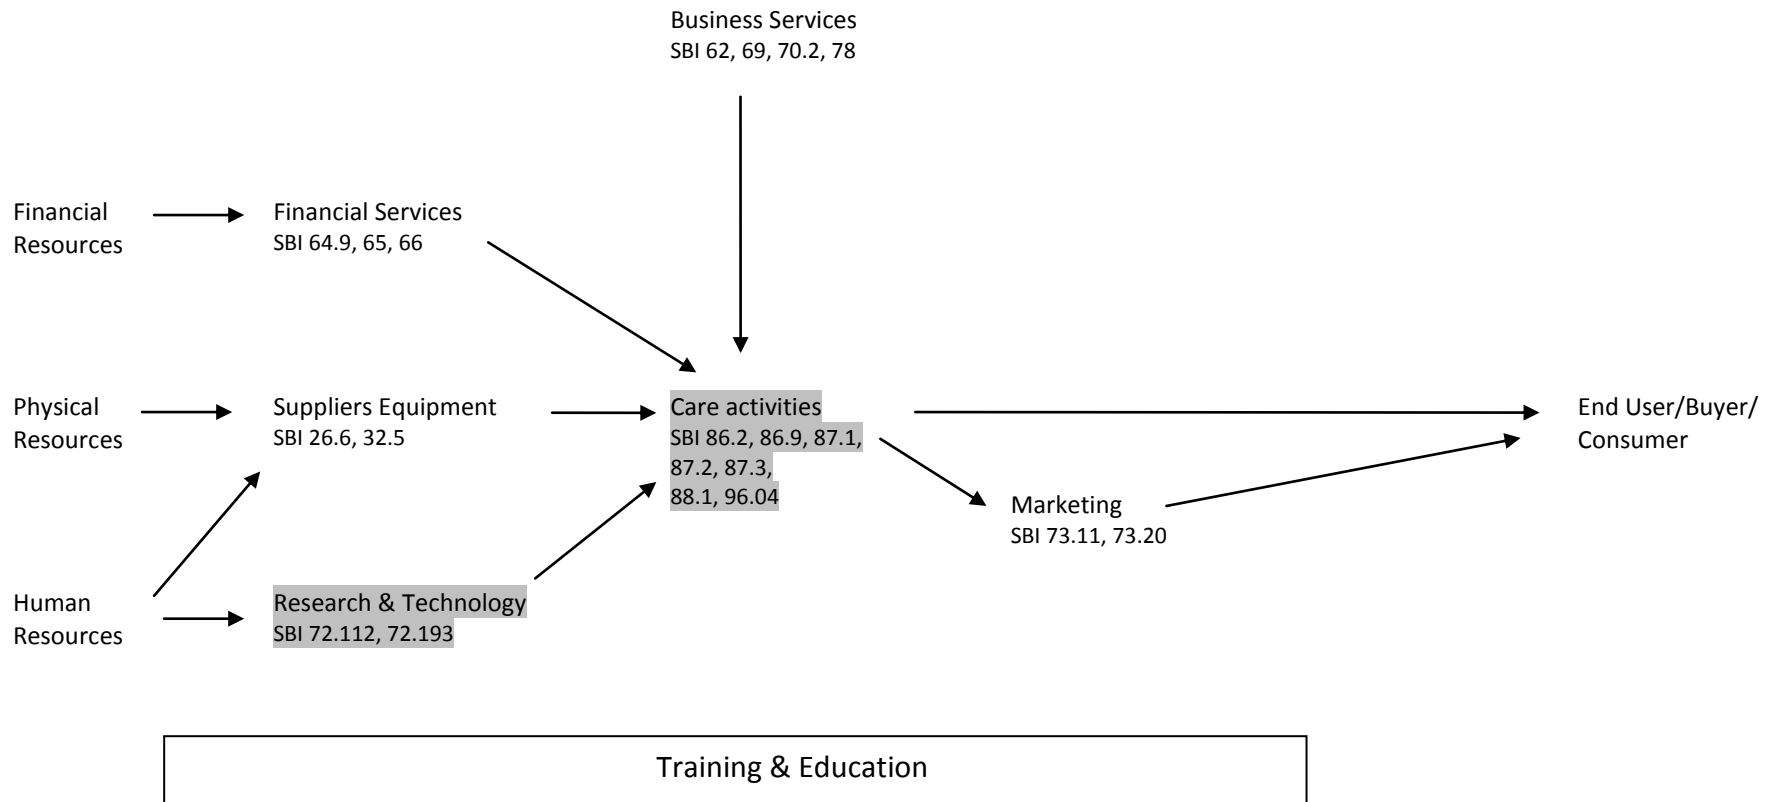 Business Services
SBI 62, 69, 70.2, 78
Financial
Resources
Financial Services
SBI 64.9, 65, 66
Physical
Resources
Suppliers Equipment
SBI 26.6, 32.5
Care activities
SBI 86.2, 86.9, 87.1,
87.2, 87.3,
88.1, 96.04
End User/Buyer/
Consumer
Marketing
SBI 73.11, 73.20
Human
Resources
Research & Technology
SBI 72.112, 72.193
Training & Education